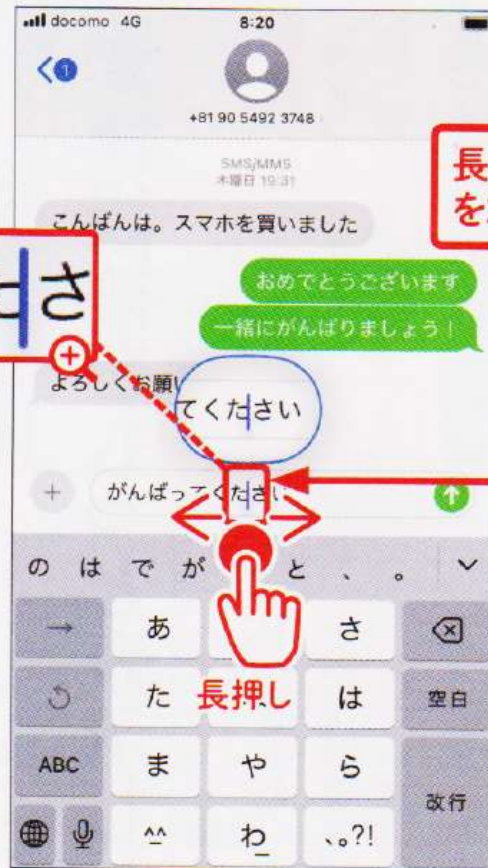 docomo 4G 8:20
1
+81 90 5492 3748
SMS/MMS
木曜日 19:31
こんばんは。スマホを買いました
長
を
おめでとうございます
一緒にがんばりましょう！
さ
よろしくお願い
てください
がんばってくださ
の は で が と 、 。
→ あ さ
た 長押し は 空白
ABC ま や ら
改行
^^ わ 、。?!